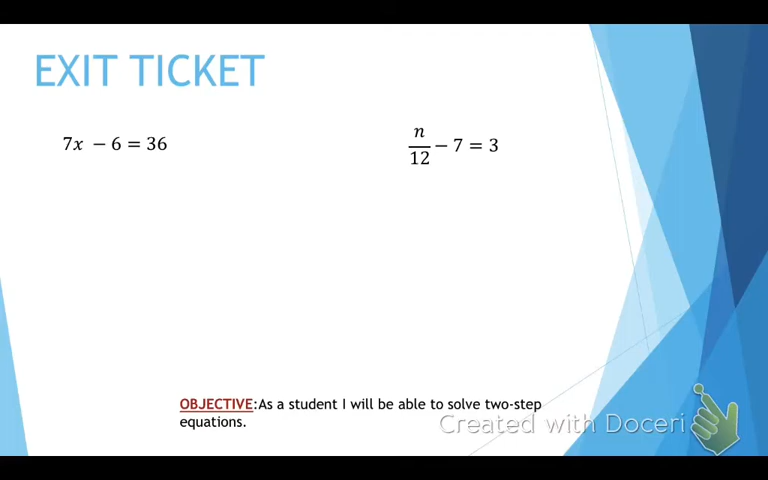 EXIT TICKET
7x − 6 = 36
n/12 − 7 = 3
OBJECTIVE:As a student I will be able to solve two-step
equations.
Created with Doceri